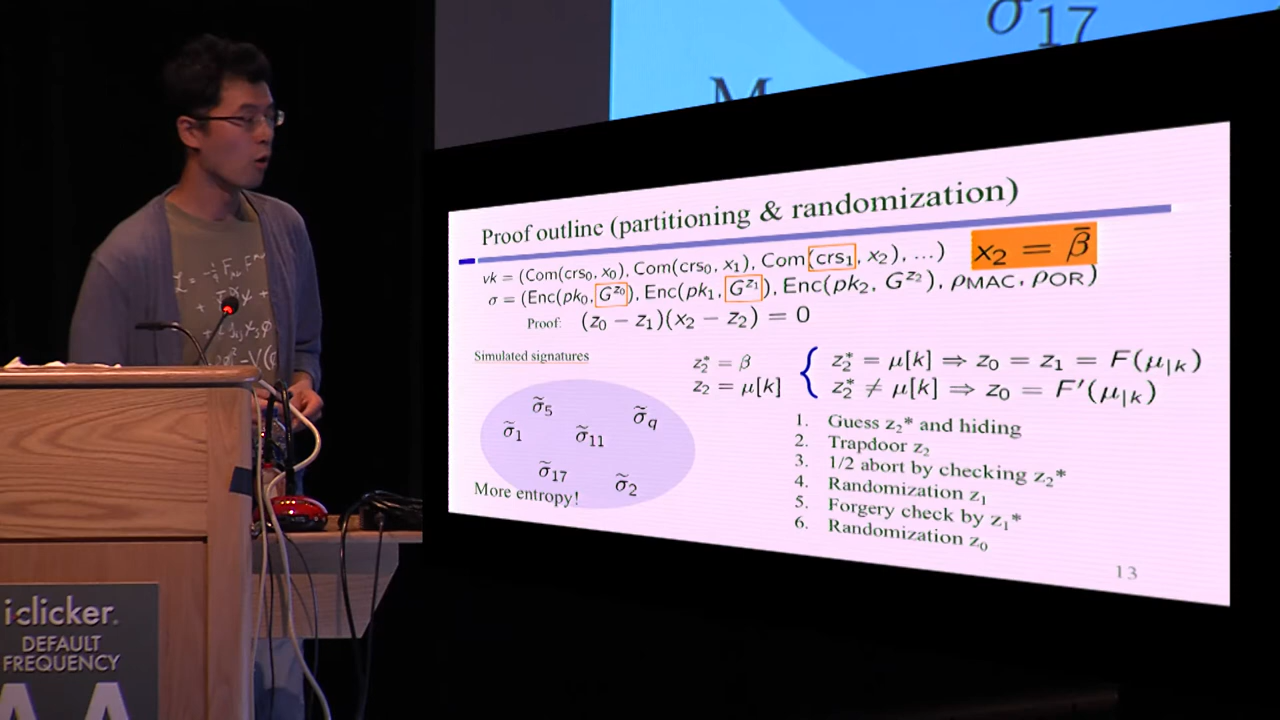 σ17
M
Proof outline (partitioning & randomization)
vk = (Com(crs0, x0), Com(crs0, x1), Com(crs1, x2), …)
x2 = β̄
σ = (Enc(pk0, G^z0), Enc(pk1, G^z1), Enc(pk2, G^z2), ρMAC, ρOR)
Proof: (z0 − z1)(x2 − z2) = 0
Simulated signatures
z2* = β
z2 = μ[k]
{ z2* = μ[k] ⇒ z0 = z1 = F(μ|k)
z2* ≠ μ[k] ⇒ z0 = F′(μ|k)
σ̃5
σ̃q
σ̃1
σ̃11
σ̃17
σ̃2
More entropy!
1. Guess z2* and hiding
2. Trapdoor z2
3. 1/2 abort by checking z2*
4. Randomization z1
5. Forgery check by z1*
6. Randomization z0
13
iclicker.
DEFAULT
FREQUENCY
AA